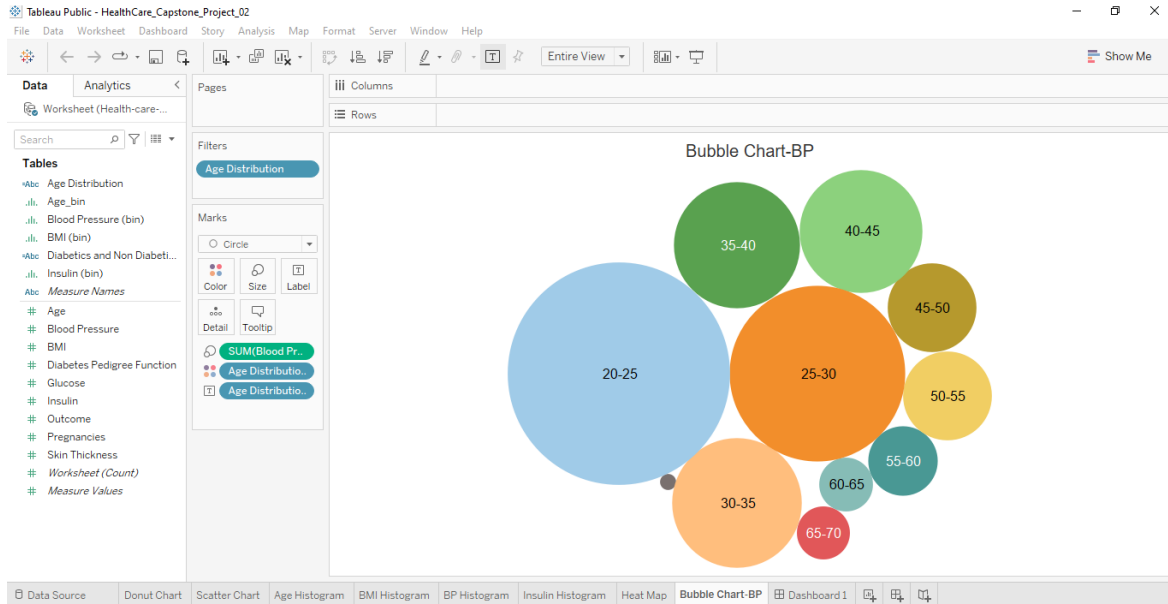 Tableau Public - HealthCare_Capstone_Project_02
File Data Worksheet Dashboard Story Analysis Map Format Server Window Help
Entire View
Show Me
Data Analytics
Worksheet (Health-care-...
Search
Tables
Abc Age Distribution
Age_bin
Blood Pressure (bin)
BMI (bin)
Abc Diabetics and Non Diabeti...
Insulin (bin)
Abc Measure Names
# Age
# Blood Pressure
# BMI
# Diabetes Pedigree Function
# Glucose
# Insulin
# Outcome
# Pregnancies
# Skin Thickness
# Worksheet (Count)
# Measure Values
Pages
Filters
Age Distribution
Marks
Circle
Color Size T Label
Detail Tooltip
SUM(Blood Pr..
Age Distributio..
T Age Distributio..
Columns
Rows
Bubble Chart-BP
40-45
35-40
45-50
20-25
25-30
50-55
55-60
60-65
30-35
65-70
Data Source Donut Chart Scatter Chart Age Histogram BMI Histogram BP Histogram Insulin Histogram Heat Map Bubble Chart-BP Dashboard 1